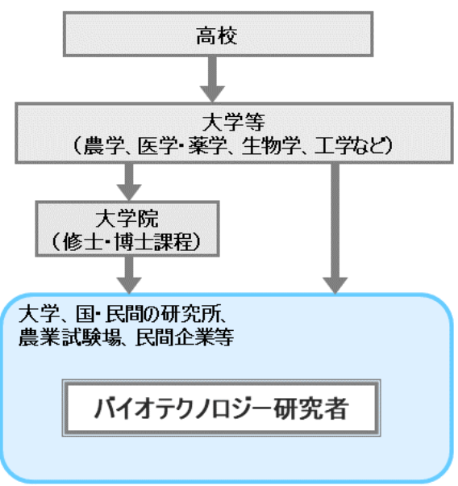 高校
大学等
（農学、医学・薬学、生物学、工学など）
大学院
（修士・博士課程）
大学、国・民間の研究所、
農業試験場、民間企業等
バイオテクノロジー研究者